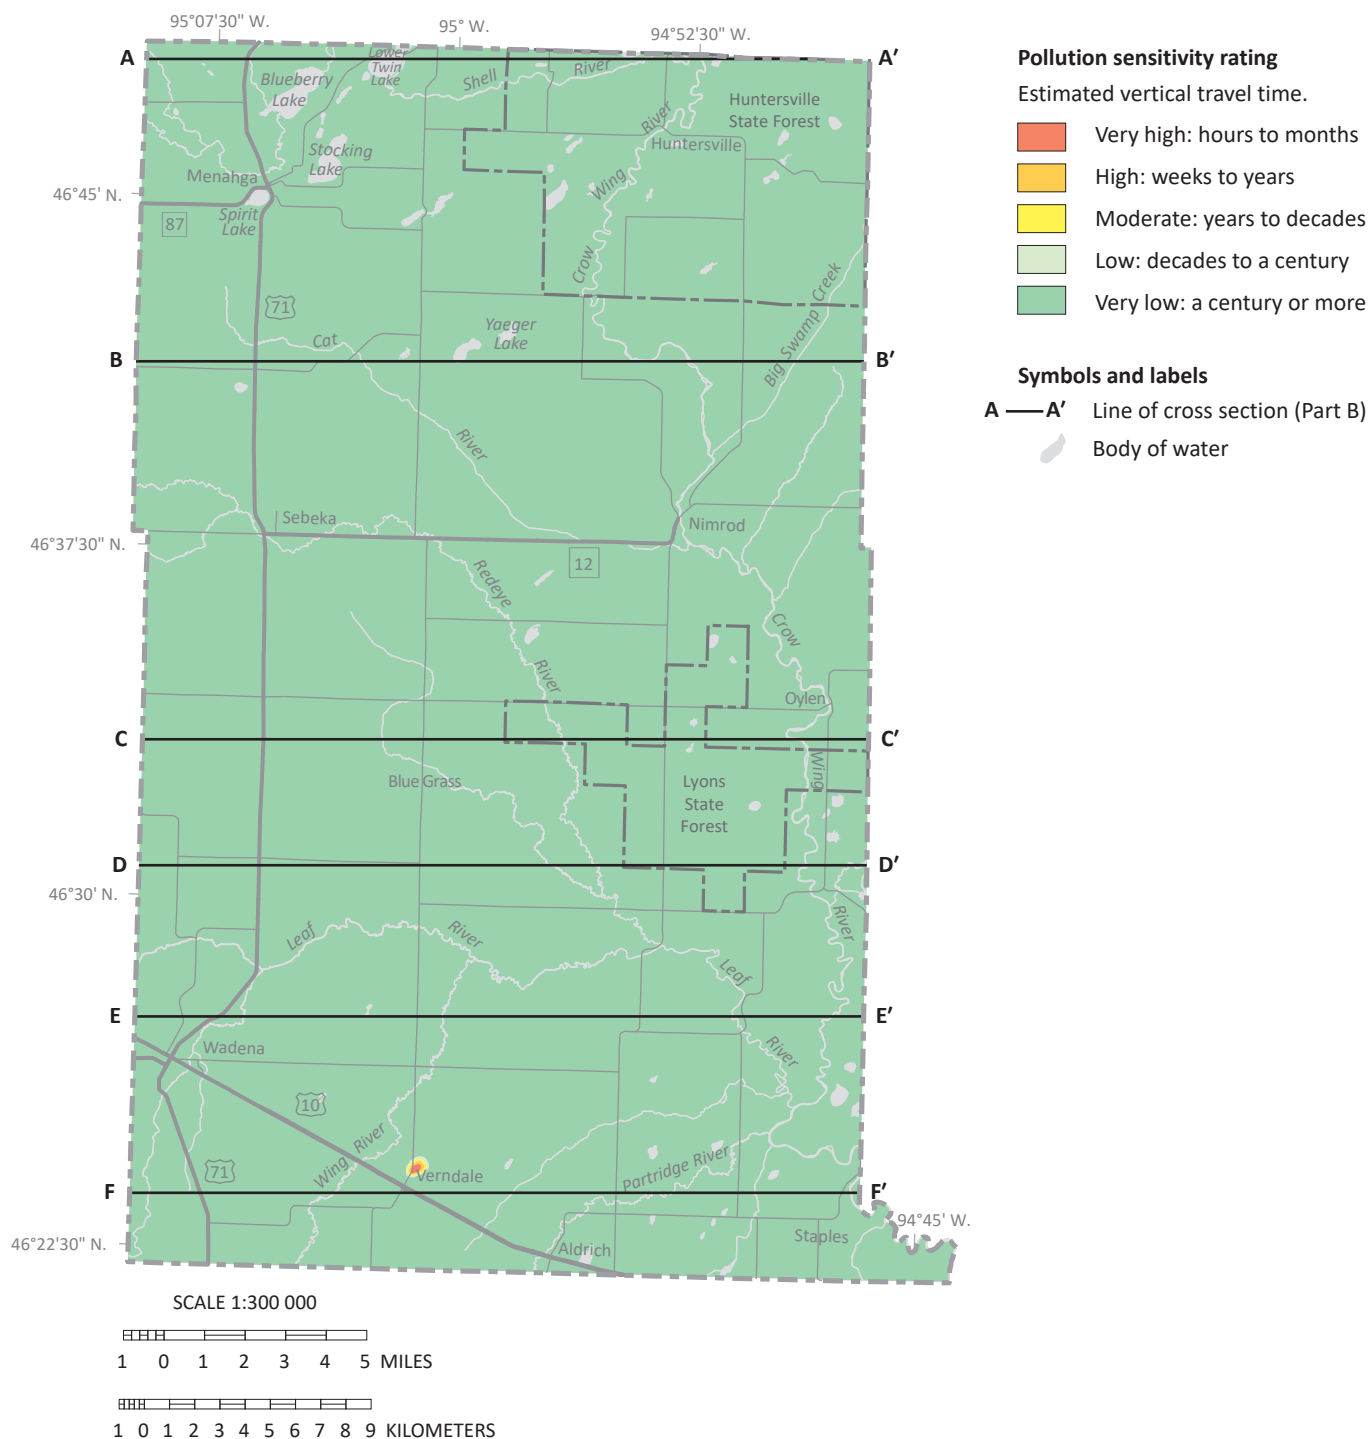 95°07'30" W.
95° W.
94°52'30" W.
A
A′
Lower
Twin
Lake
Blueberry
Lake
Shell
River
Huntersville
State Forest
River
Huntersville
Stocking
Lake
Menahga
46°45' N.
Wing
Spirit
Lake
87
Crow
Big Swamp Creek
71
Yaeger
Lake
Cat
B
B′
River
Sebeka
Nimrod
46°37'30" N.
12
Redeye
Crow
River
Oylen
C
C′
Blue Grass
Wing
Lyons
State
Forest
D
D′
46°30' N.
River
Leaf
River
Leaf
E
E′
Wadena
River
10
Wing River
71
Verndale
Partridge River
F
F′
94°45' W.
46°22'30" N.
Aldrich
Staples
SCALE 1:300 000
1 0 1 2 3 4 5 MILES
1 0 1 2 3 4 5 6 7 8 9 KILOMETERS
Pollution sensitivity rating
Estimated vertical travel time.
Very high: hours to months
High: weeks to years
Moderate: years to decades
Low: decades to a century
Very low: a century or more
Symbols and labels
A A′ Line of cross section (Part B)
Body of water